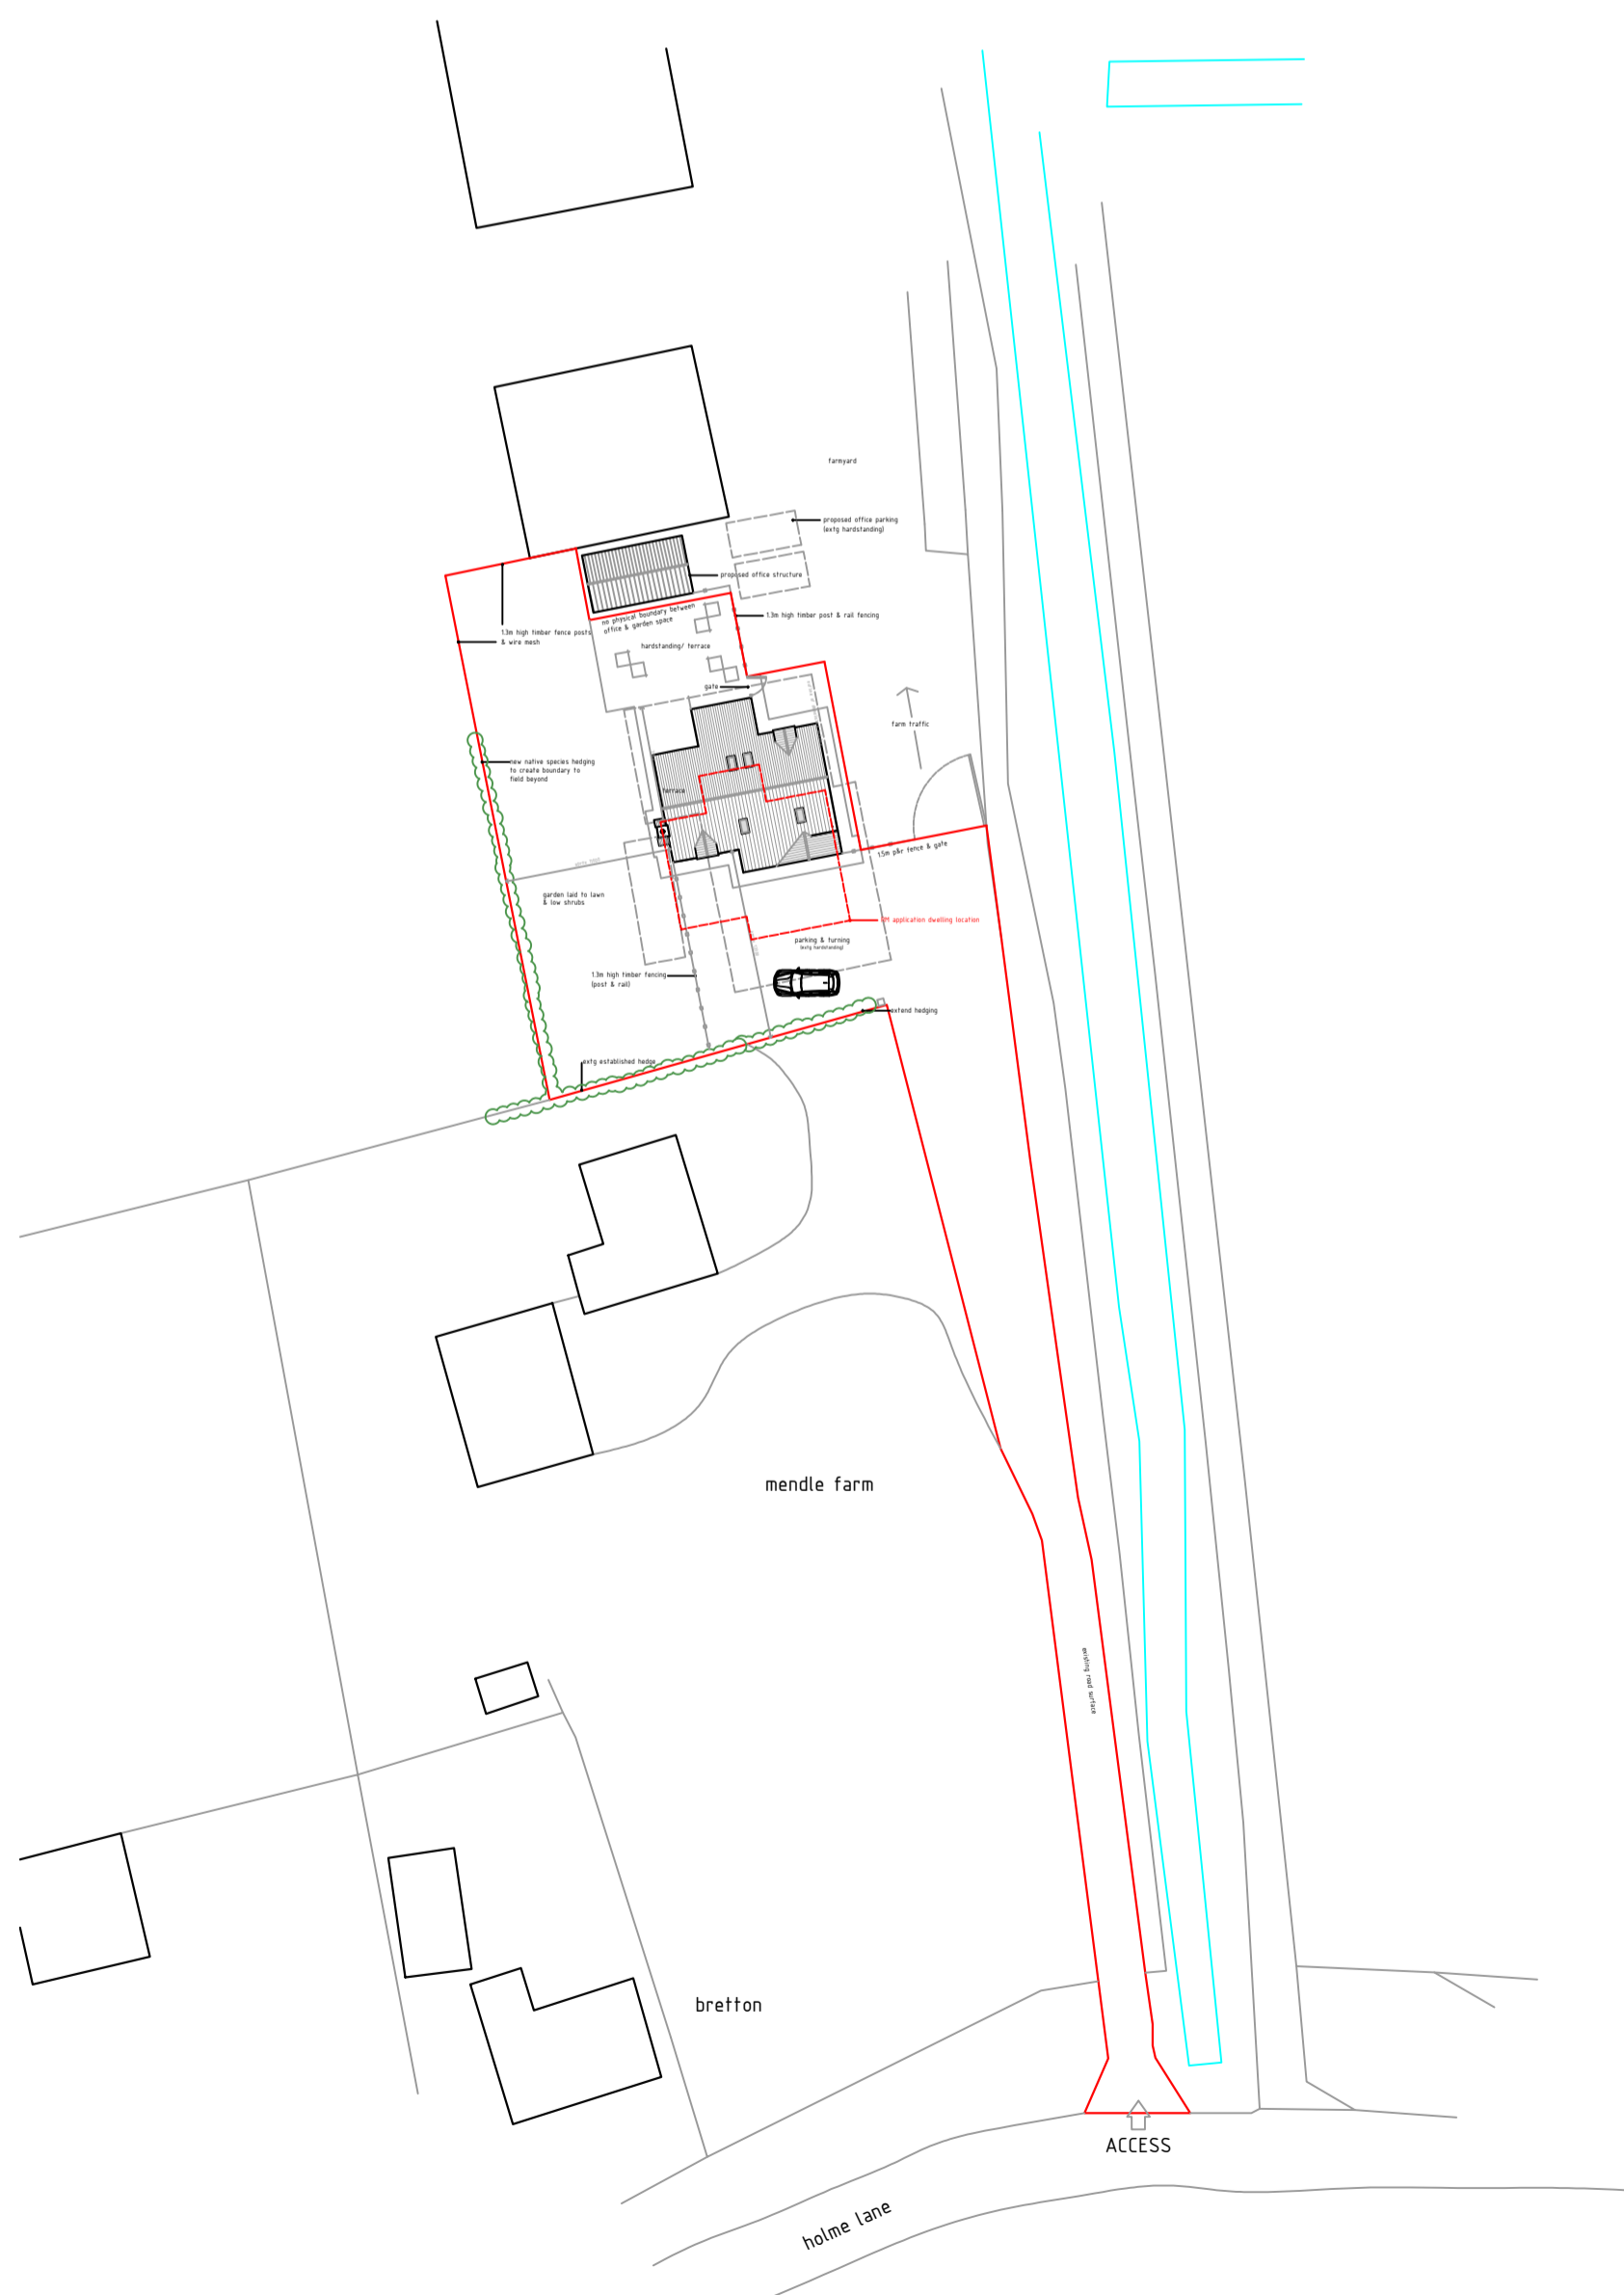 farmyard
proposed office parking
(extg hardstanding)
proposed office structure
1.3m high timber post & rail fencing
no physical boundary between
office & garden space
1.3m high timber fence posts
& wire mesh
hardstanding/ terrace
gate
farm traffic
new native species hedging
to create boundary to
field beyond
terrace
1.5m p&r fence & gate
garden laid to lawn
& low shrubs
PM application dwelling location
parking & turning
(extg hardstanding)
1.3m high timber fencing
(post & rail)
extend hedging
extg established hedge
mendle farm
existing road surface
bretton
ACCESS
holme lane